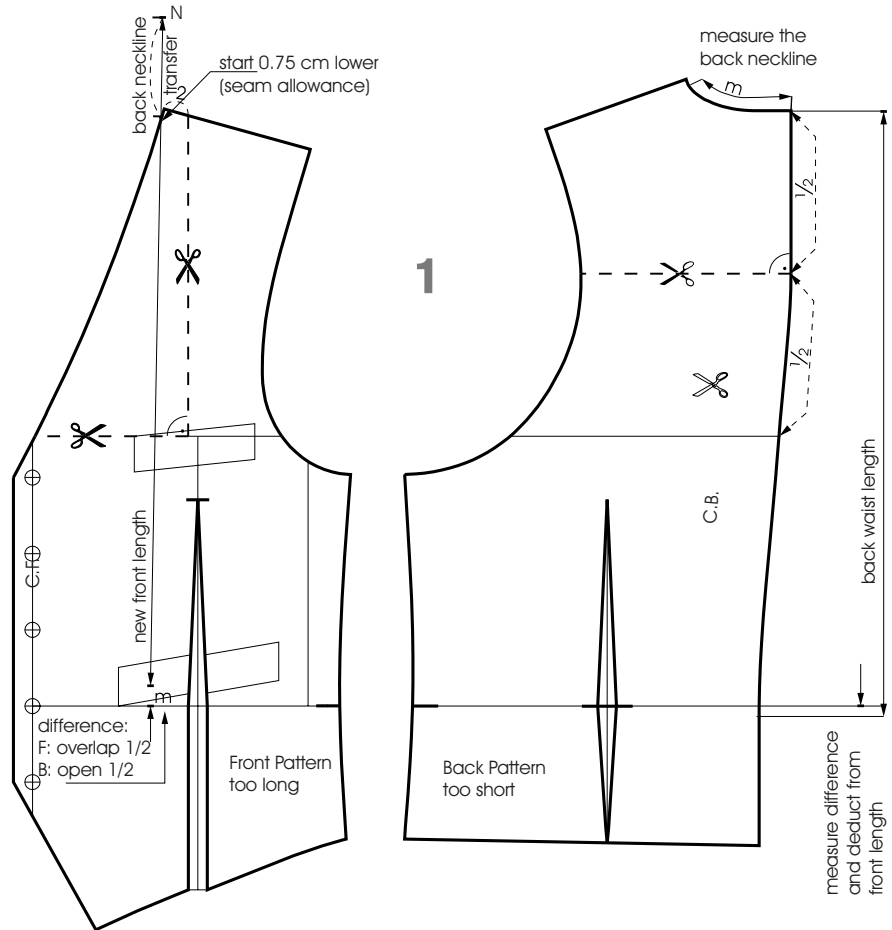 N
back neckline
transfer
2
start 0.75 cm lower
(seam allowance)
measure the
back neckline
m
1/2
1
1/2
back waist length
C.B.
C.F.
new front length
m
difference:
F: overlap 1/2
B: open 1/2
Front Pattern
too long
Back Pattern
too short
measure difference
and deduct from
front length